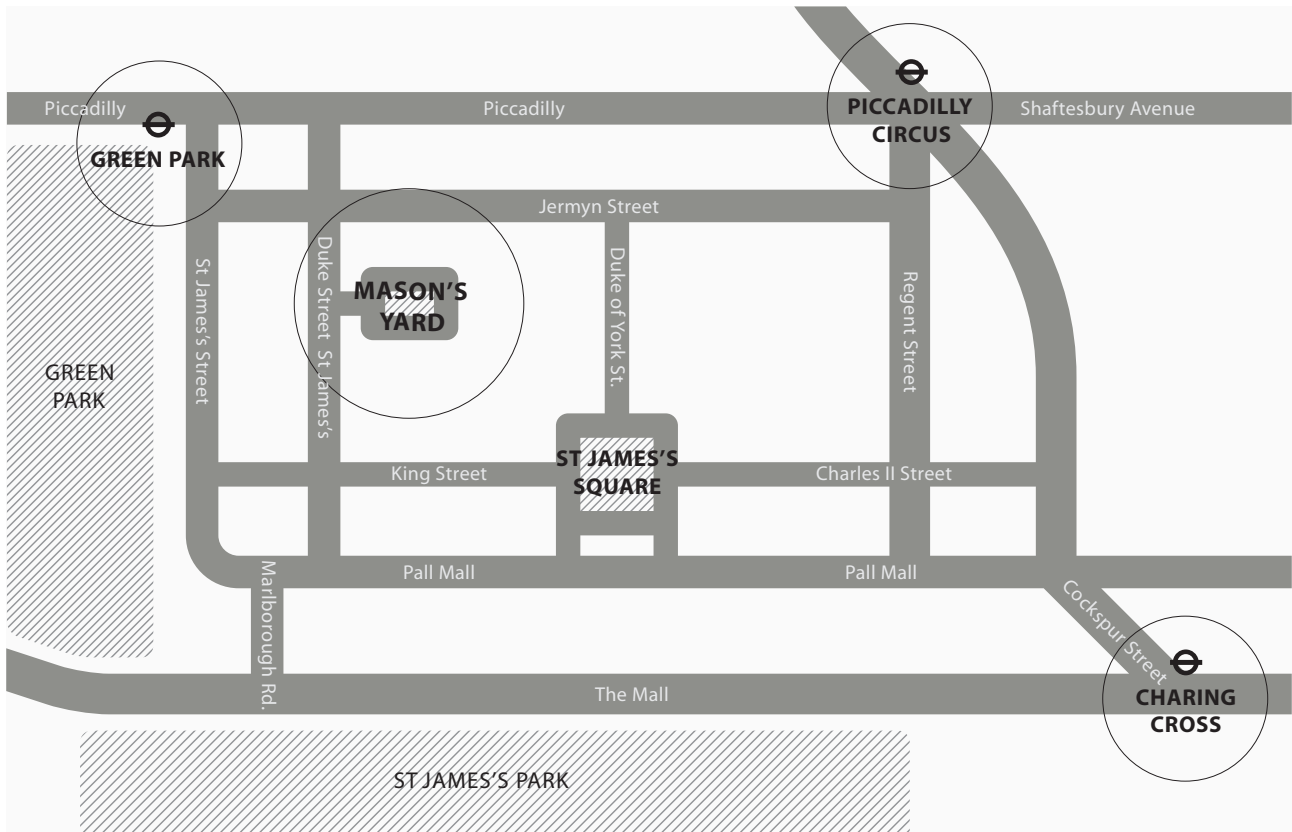 Piccadilly
Piccadilly
PICCADILLY
CIRCUS
Shaftesbury Avenue
GREEN PARK
Jermyn Street
St James's Street
Duke Street St James's
MASON'S
YARD
Duke of York St.
Regent Street
GREEN
PARK
ST JAMES'S
SQUARE
King Street
Charles II Street
Pall Mall
Pall Mall
Marlborough Rd.
Cockspur Street
The Mall
CHARING
CROSS
ST JAMES'S PARK